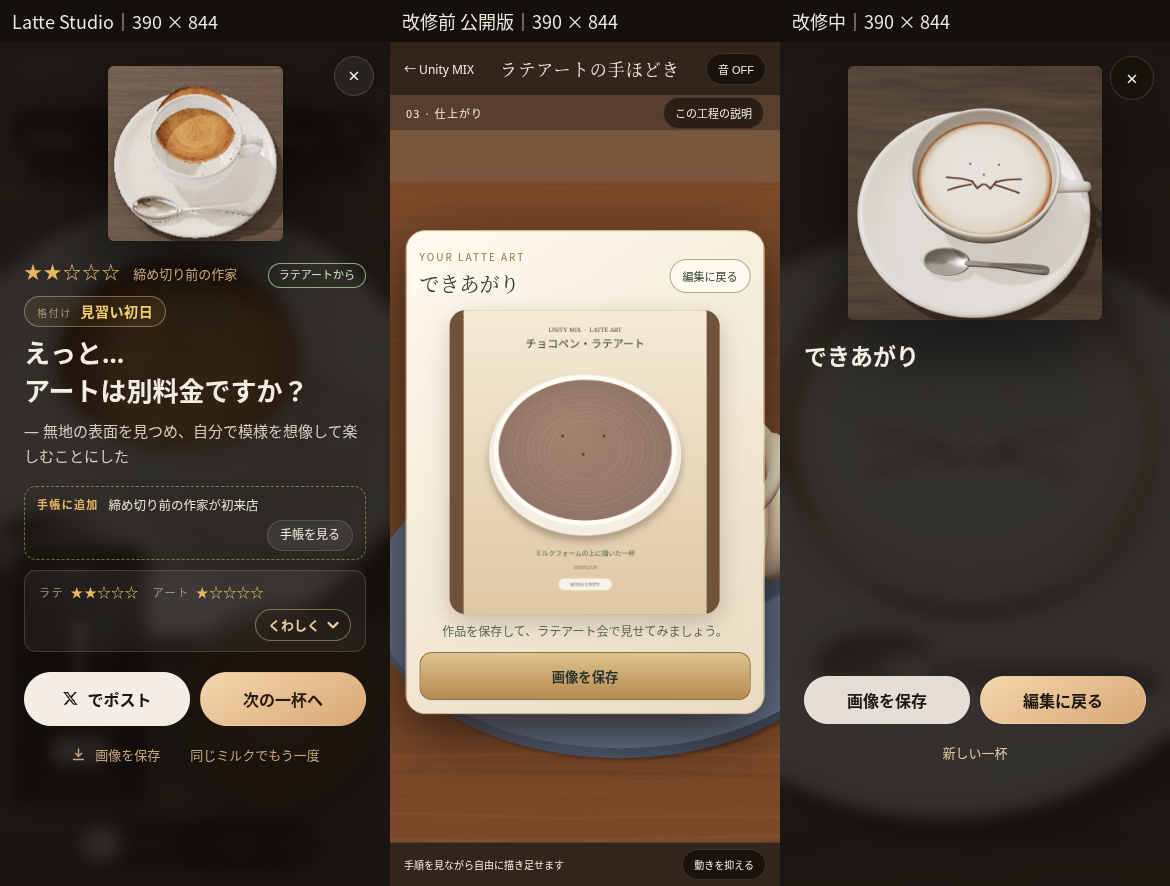 Latte Studio｜390 × 844
✕
★★☆☆☆ 締め切り前の作家
ラテアートから
格付け 見習い初日
えっと…
アートは別料金ですか？
— 無地の表面を見つめ、自分で模様を想像して楽
しむことにした
手帳に追加 締め切り前の作家が初来店
手帳を見る
ラテ ★★☆☆☆ アート ★☆☆☆☆
くわしく
X でポスト
次の一杯へ
画像を保存
同じミルクでもう一度
改修前 公開版｜390 × 844
← Unity MIX
ラテアートの手ほどき
音 OFF
03 · 仕上がり
この工程の説明
YOUR LATTE ART
できあがり
編集に戻る
UNITY MIX · LATTE ART
チョコペン・ラテアート
ミルクフォームの上に描いた一杯
作品を保存して、ラテアート会で見せてみましょう。
画像を保存
手順を見ながら自由に描き足せます
動きを抑える
改修中｜390 × 844
✕
できあがり
画像を保存
編集に戻る
新しい一杯